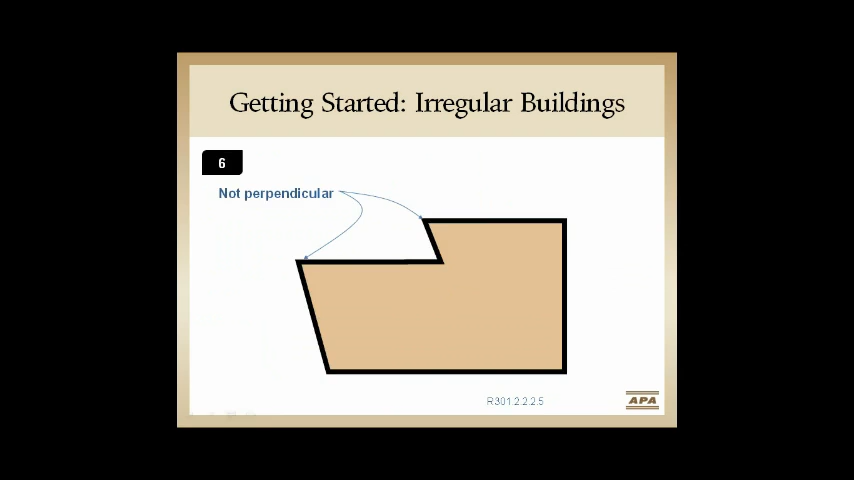 Getting Started: Irregular Buildings
6
Not perpendicular
R301.2.2.2.5
APA